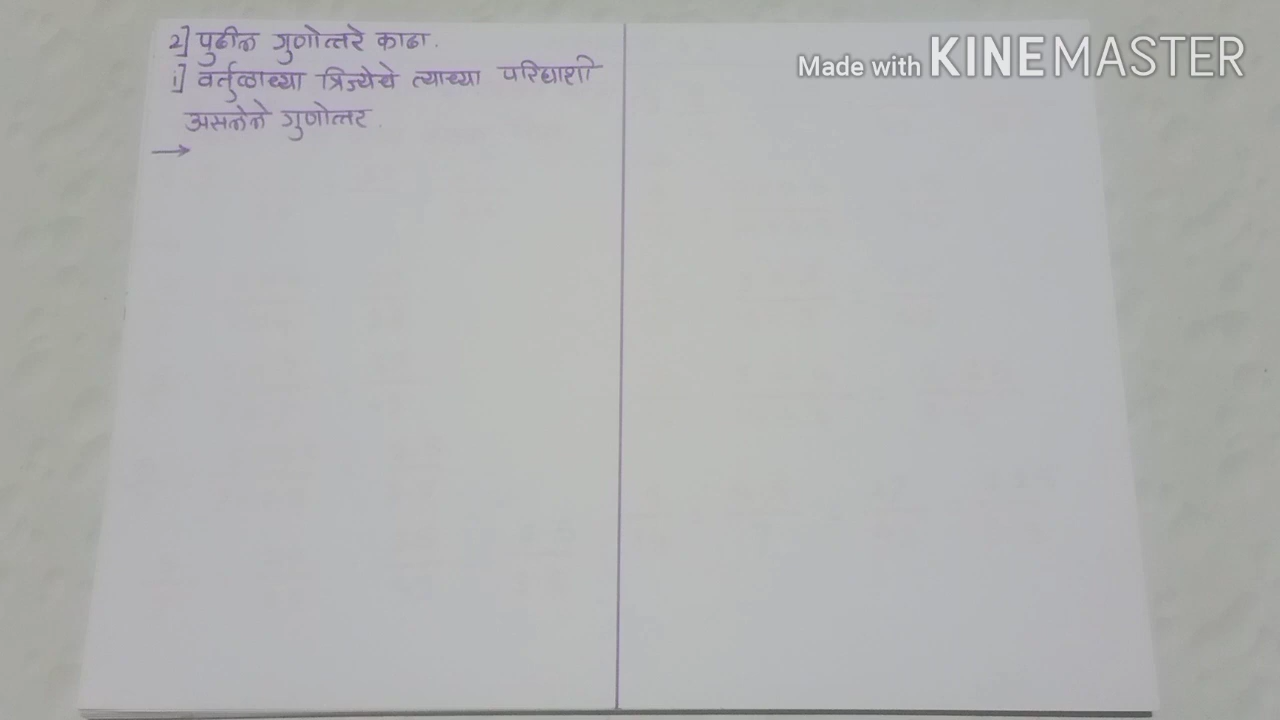 2] पुढील गुणोत्तरे काढा.
i] वर्तुळाच्या त्रिज्येचे त्याच्या परिघाशी
असलेले गुणोत्तर.
→
Made with KINEMASTER